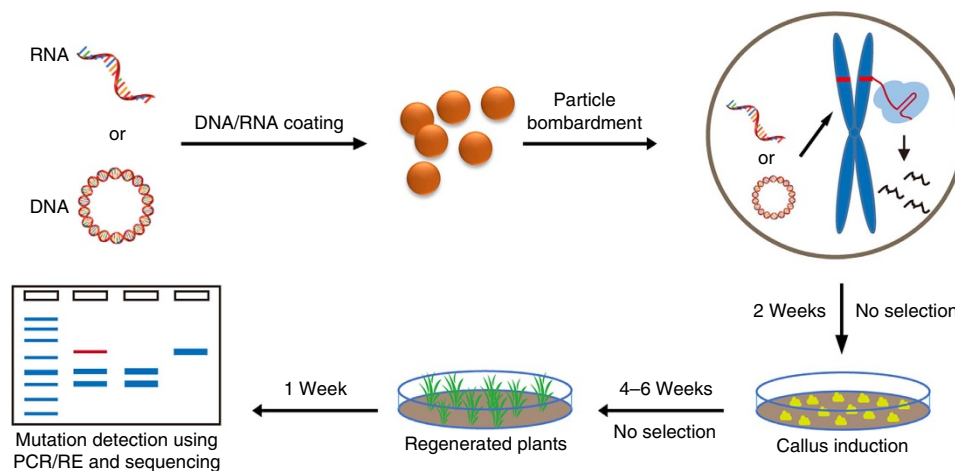 RNA
or
DNA
DNA/RNA coating
Particle
bombardment
or
2 Weeks
No selection
Callus induction
4–6 Weeks
No selection
Regenerated plants
1 Week
Mutation detection using
PCR/RE and sequencing